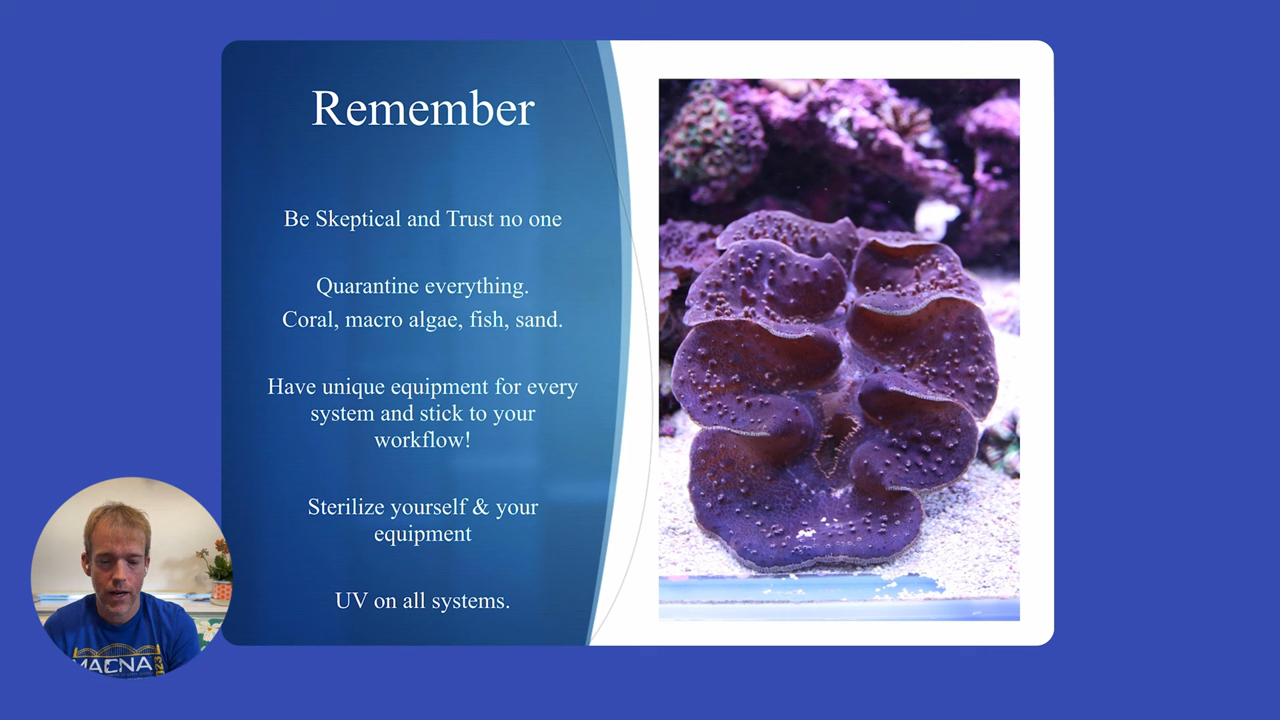 Remember
Be Skeptical and Trust no one
Quarantine everything.
Coral, macro algae, fish, sand.
Have unique equipment for every
system and stick to your
workflow!
Sterilize yourself & your
equipment
UV on all systems.
MACNA